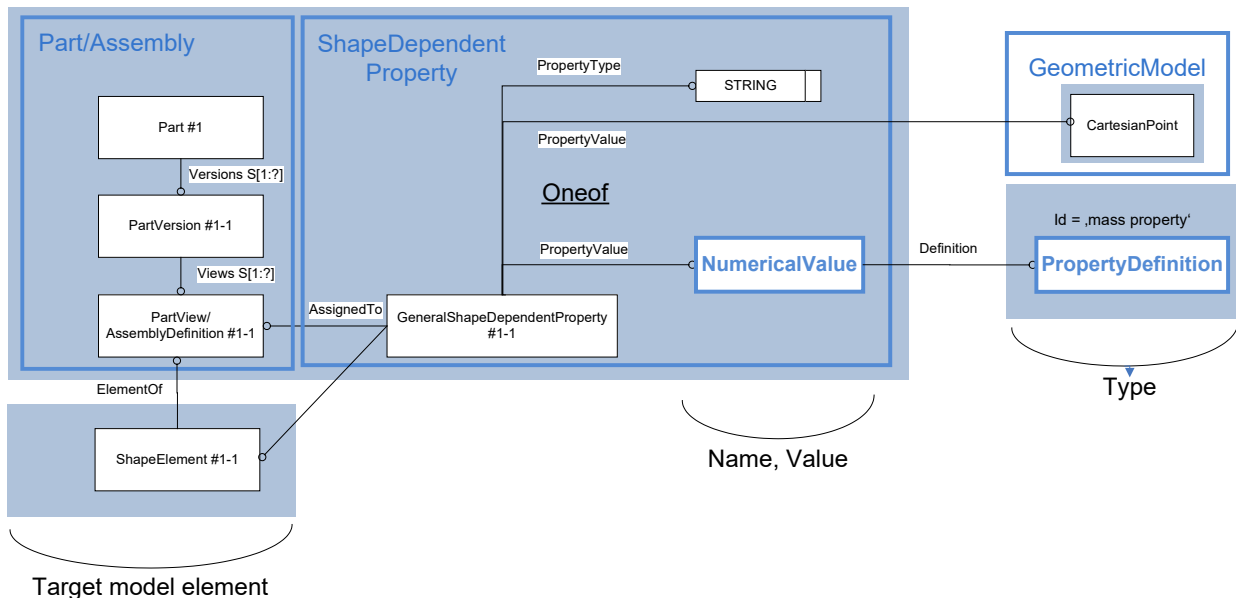 Part/Assembly
ShapeDependent
Property
PropertyType
STRING
GeometricModel
Part #1
CartesianPoint
PropertyValue
Versions S[1:?]
Oneof
PartVersion #1-1
Id = ‚mass property‘
PropertyValue
NumericalValue
Definition
PropertyDefinition
Views S[1:?]
AssignedTo
PartView/
AssemblyDefinition #1-1
GeneralShapeDependentProperty
#1-1
ElementOf
Type
ShapeElement #1-1
Name, Value
Target model element